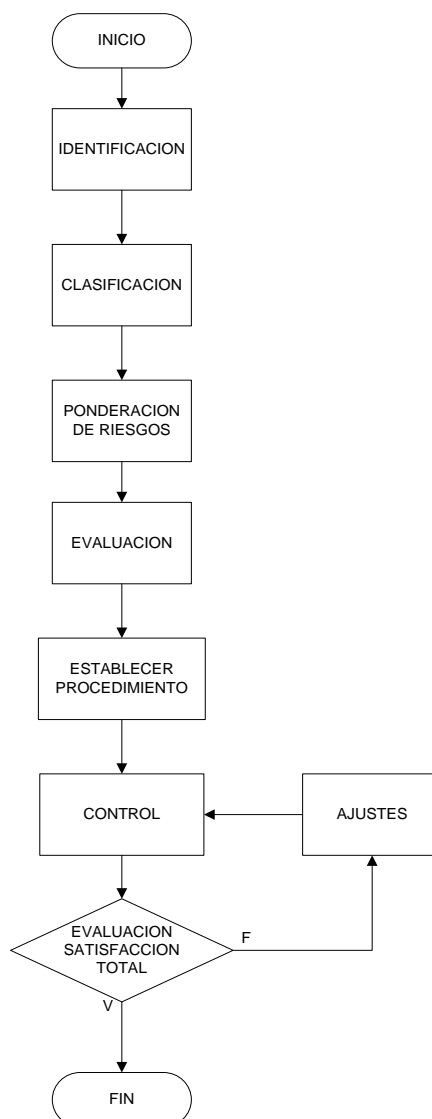 INICIO
IDENTIFICACION
CLASIFICACION
PONDERACION
DE RIESGOS
EVALUACION
ESTABLECER
PROCEDIMIENTO
CONTROL
AJUSTES
EVALUACION
SATISFACCION
TOTAL
F
V
FIN